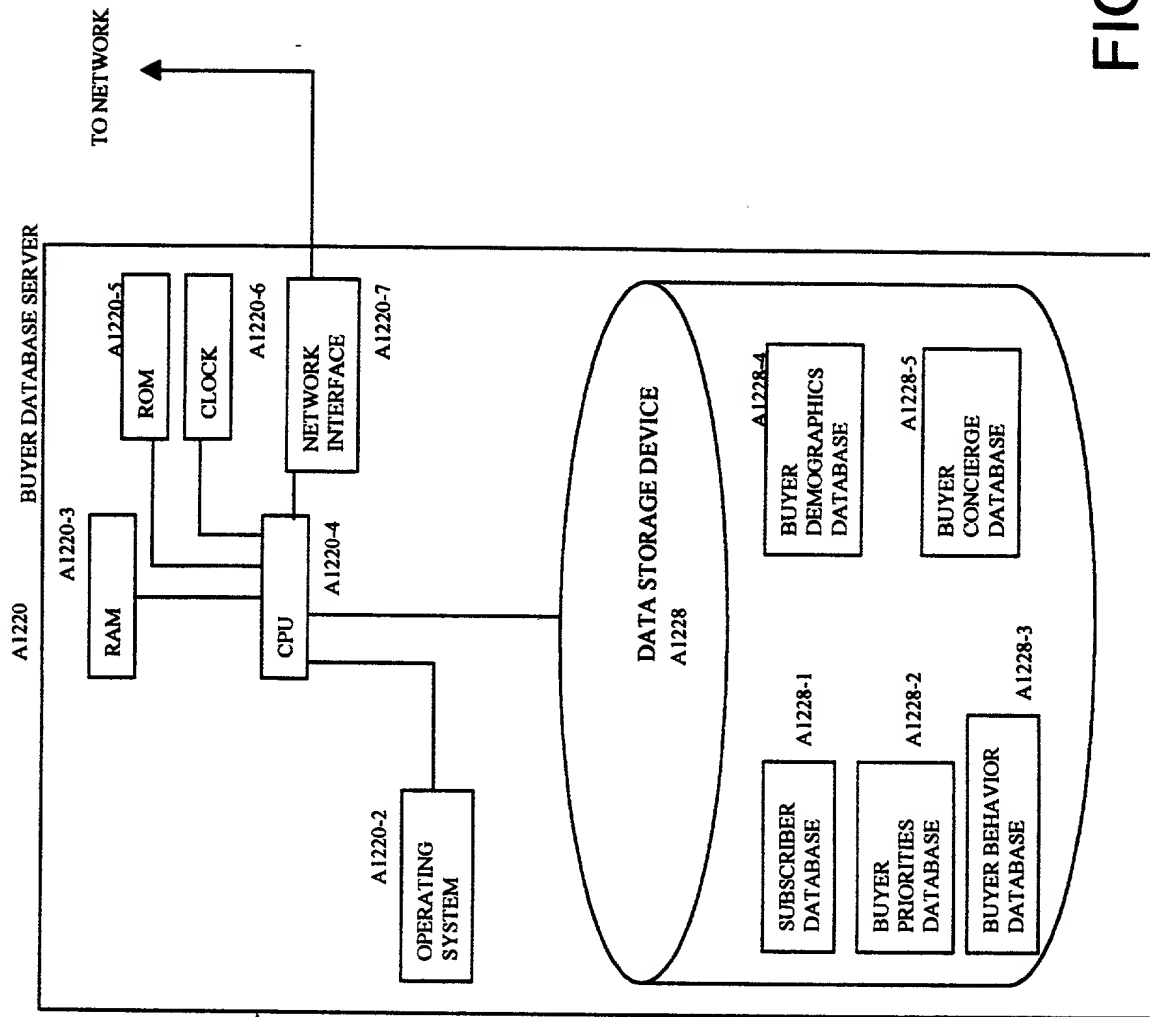 A1220
BUYER DATABASE SERVER
TO NETWORK
A1220-3
RAM
A1220-5
ROM
CLOCK
A1220-6
CPU
A1220-4
NETWORK
INTERFACE
A1220-7
A1220-2
OPERATING
SYSTEM
DATA STORAGE DEVICE
A1228
SUBSCRIBER
DATABASE
A1228-1
BUYER
PRIORITIES
DATABASE
A1228-2
BUYER BEHAVIOR
DATABASE
A1228-3
BUYER
DEMOGRAPHICS
DATABASE
A1228-4
BUYER
CONCIERGE
DATABASE
A1228-5